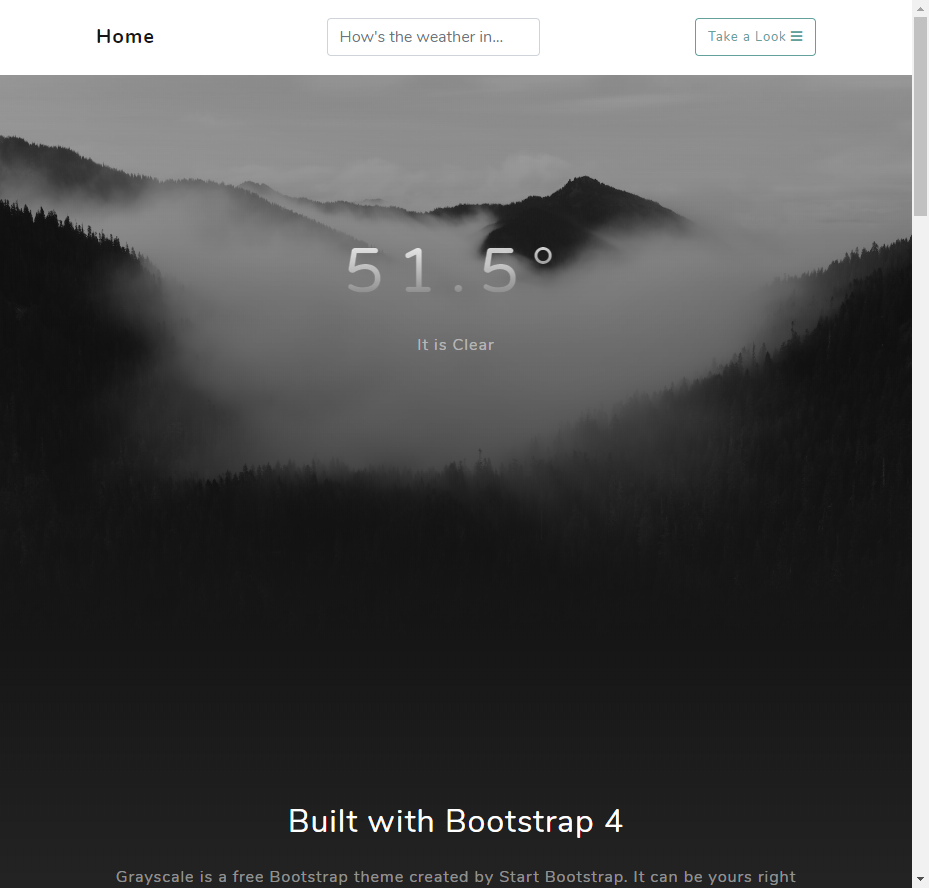 Home
How's the weather in...
Take a Look
51.5°
It is Clear
Built with Bootstrap 4
Grayscale is a free Bootstrap theme created by Start Bootstrap. It can be yours right